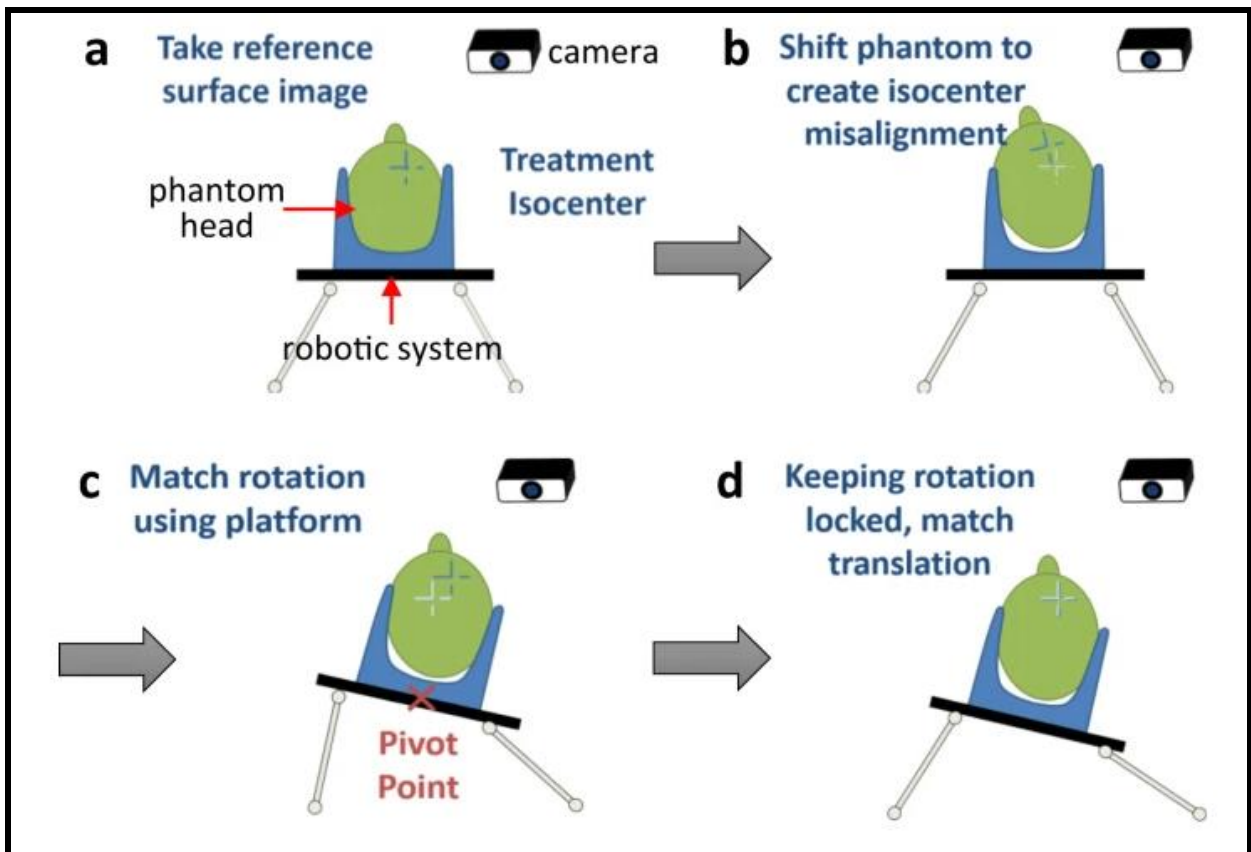 a
Take reference
surface image
camera
phantom
head
Treatment
Isocenter
robotic system
b
Shift phantom to
create isocenter
misalignment
c
Match rotation
using platform
Pivot
Point
d
Keeping rotation
locked, match
translation